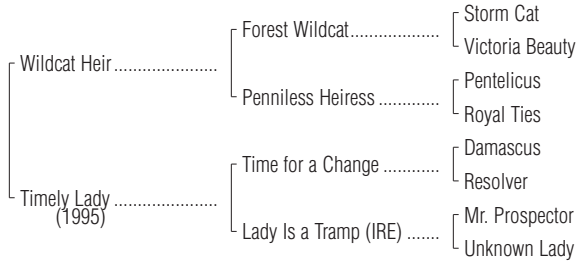 Storm Cat
Forest Wildcat....................
Victoria Beauty
Wildcat Heir.......................
Pentelicus
Penniless Heiress .............
Royal Ties
Damascus
Time for a Change ............
Resolver
Timely Lady .......................
(1995)
Mr. Prospector
Lady Is a Tramp (IRE) .......
Unknown Lady